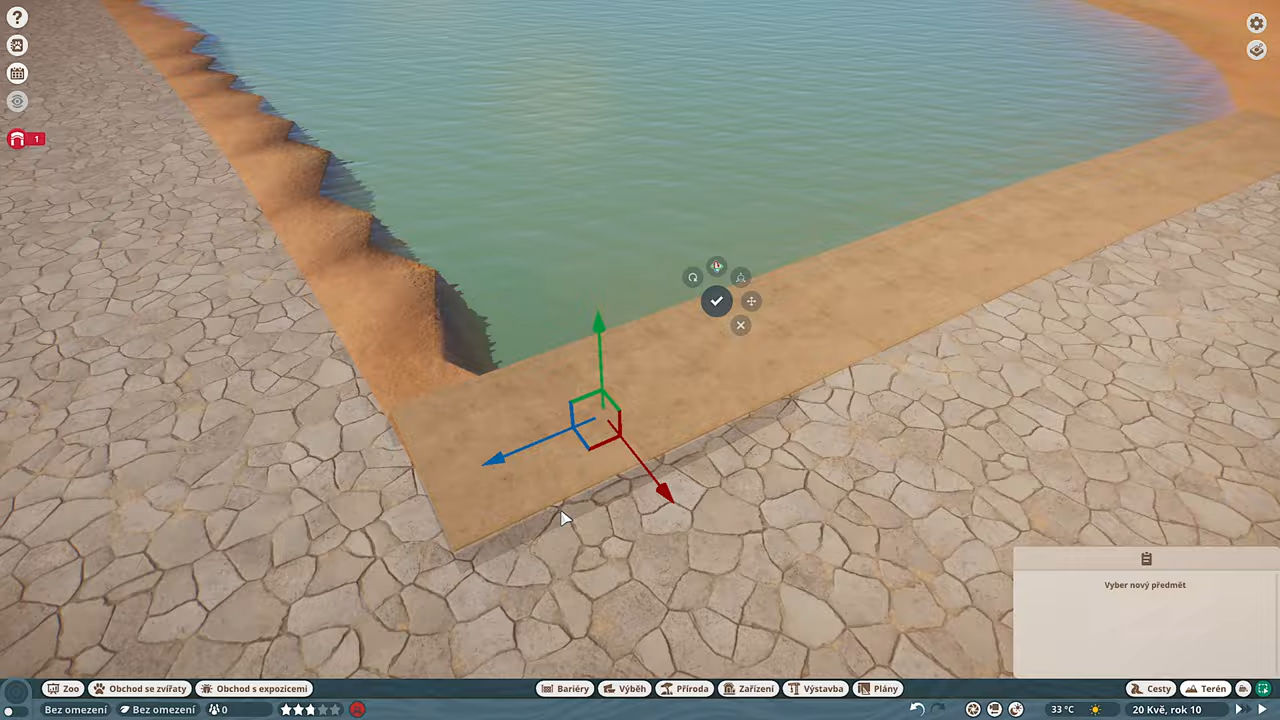 ?
1
Vyber nový předmět
Zoo
Obchod se zvířaty
Obchod s expozicemi
Bariéry
Výběh
Příroda
Zařízení
Výstavba
Plány
Cesty
Terén
Bez omezení
Bez omezení
0
33 °C
20 Kvě, rok 10